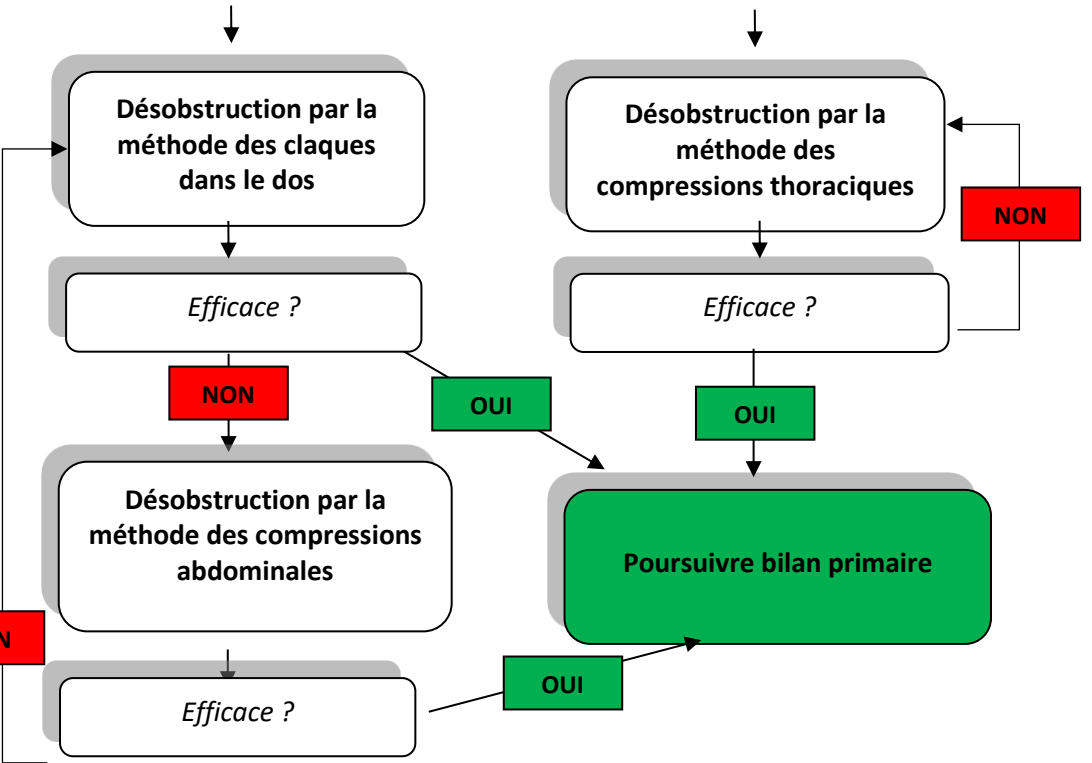 Désobstruction par la
méthode des claques
dans le dos
Désobstruction par la
méthode des
compressions thoraciques
NON
Efficace ?
Efficace ?
NON
OUI
OUI
Désobstruction par la
méthode des compressions
abdominales
Poursuivre bilan primaire
N
OUI
Efficace ?